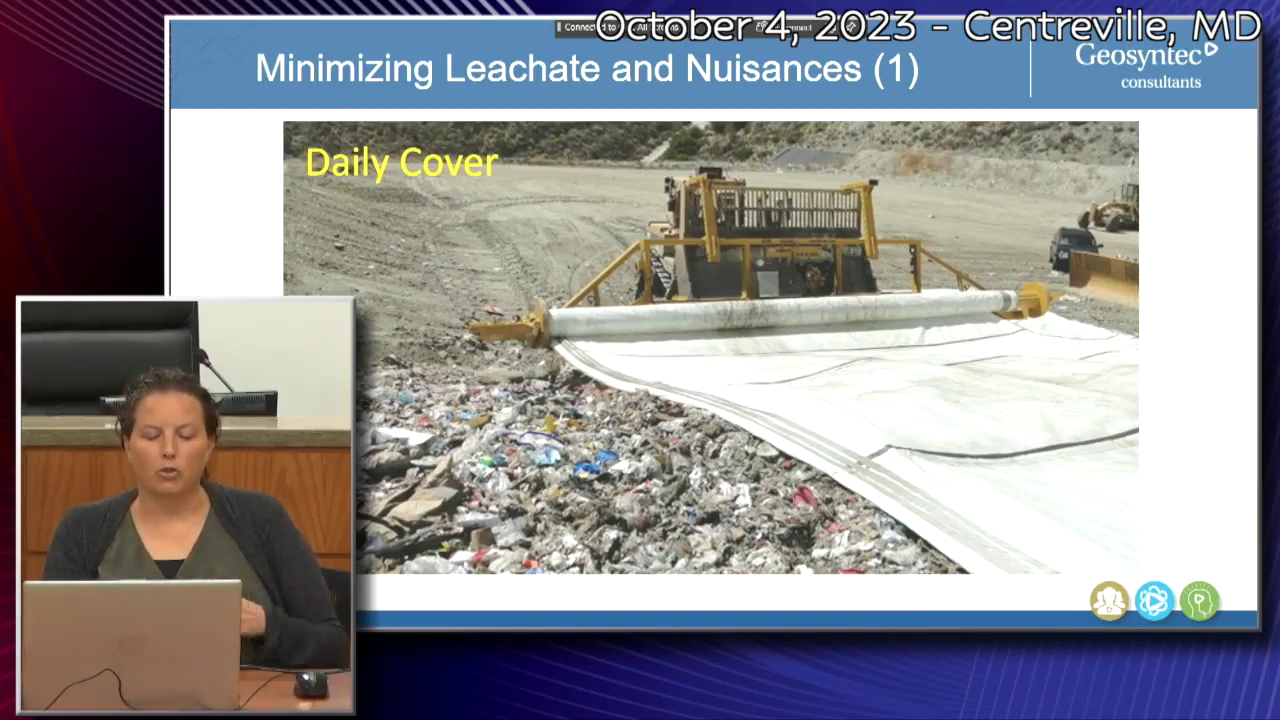 October 4, 2023 - Centreville, MD
Minimizing Leachate and Nuisances (1)
Geosyntec
consultants
Daily Cover